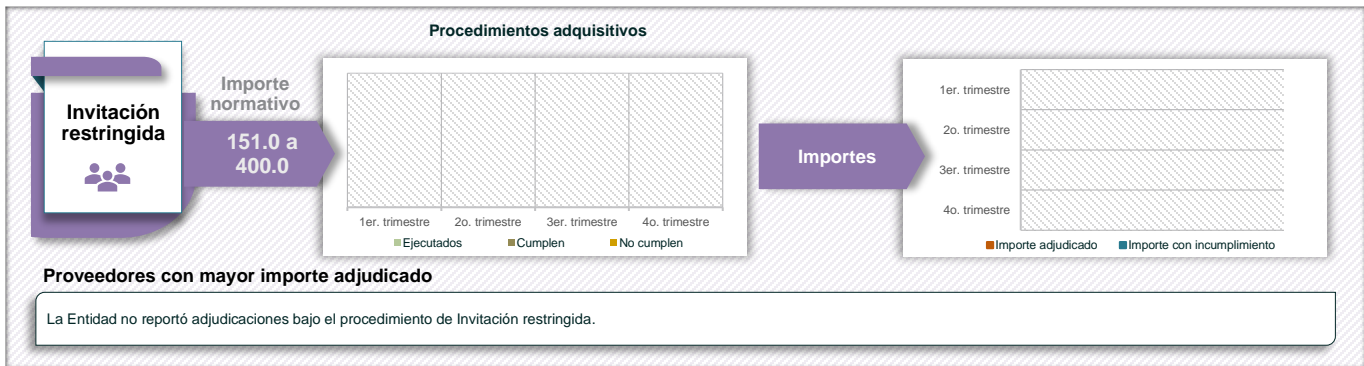 Procedimientos adquisitivos
Invitación
restringida
Importe
normativo
151.0 a
400.0
1er. trimestre
2o. trimestre
3er. trimestre
4o. trimestre
Ejecutados
Cumplen
No cumplen
Importes
1er. trimestre
2o. trimestre
3er. trimestre
4o. trimestre
Importe adjudicado
Importe con incumplimiento
Proveedores con mayor importe adjudicado
La Entidad no reportó adjudicaciones bajo el procedimiento de Invitación restringida.